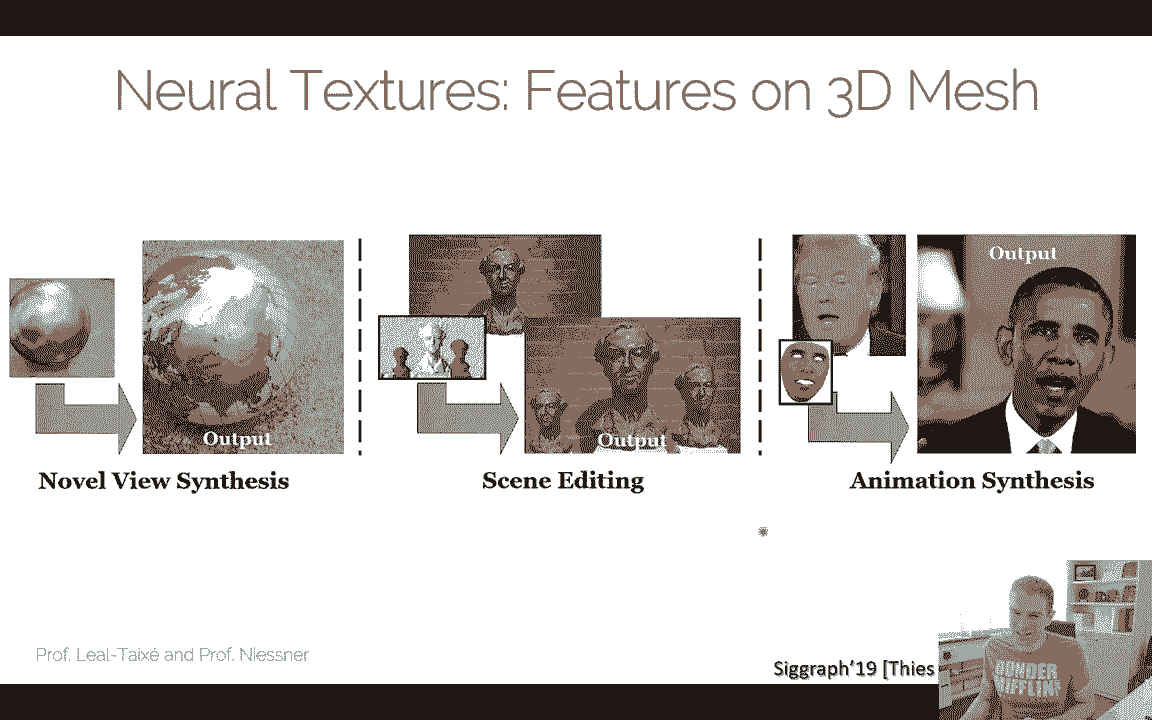 Neural Textures: Features on 3D Mesh
Output
Output
Output
Novel View Synthesis
Scene Editing
Animation Synthesis
Prof. Leal-Taixé and Prof. Niessner
Siggraph'19 [Thies
DUNDER
MIFFLIN